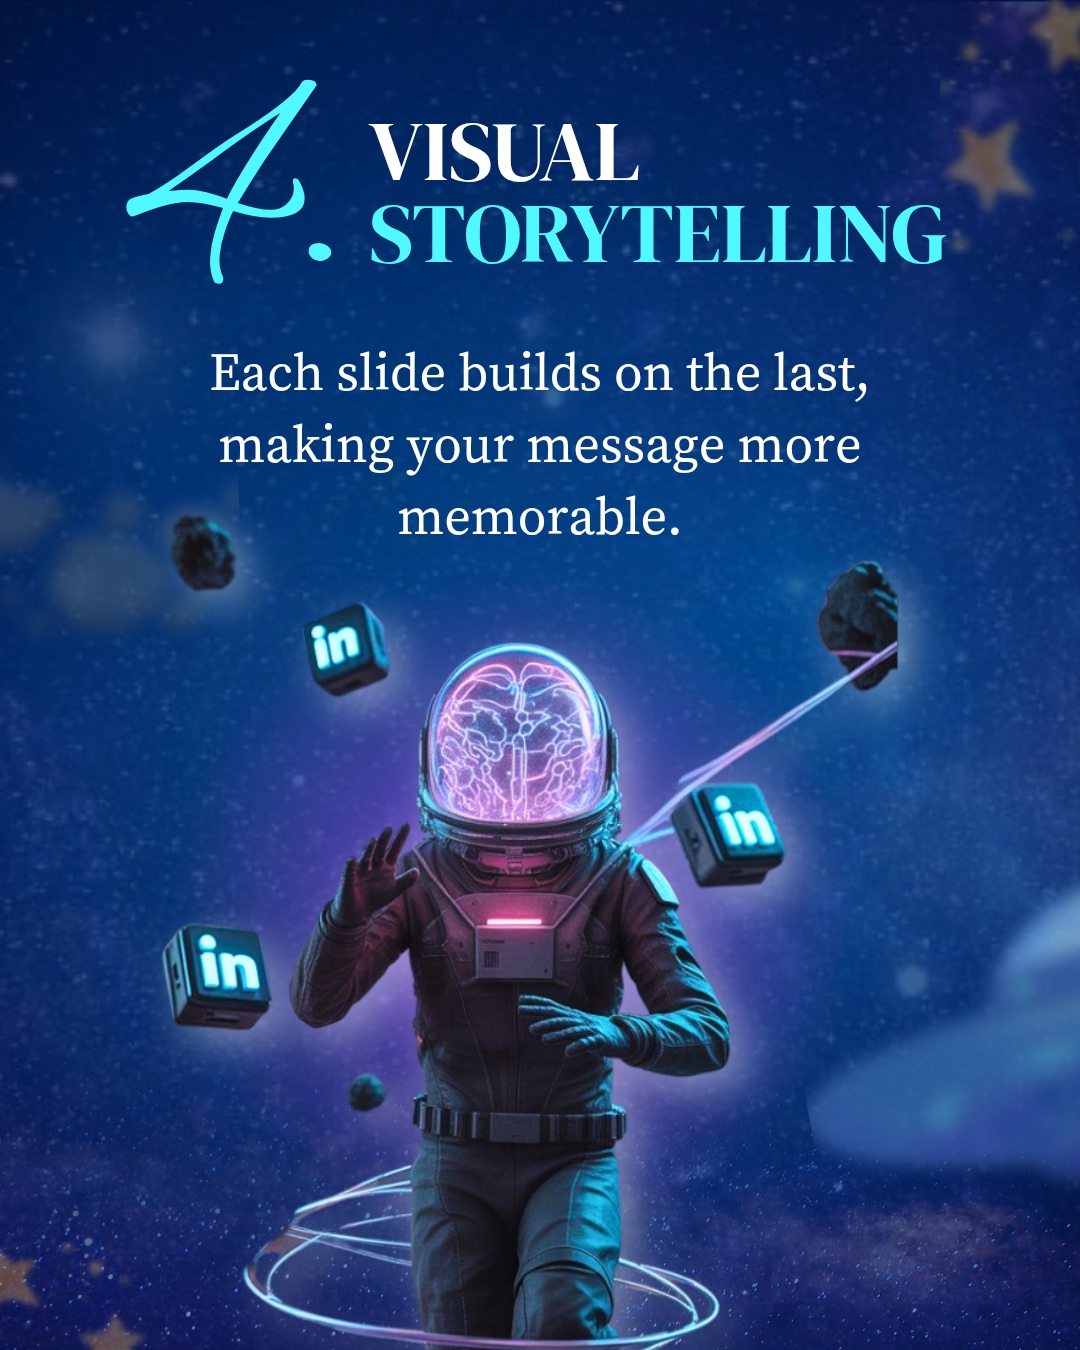 4. VISUAL
STORYTELLING
Each slide builds on the last,
making your message more
memorable.
in
in
in